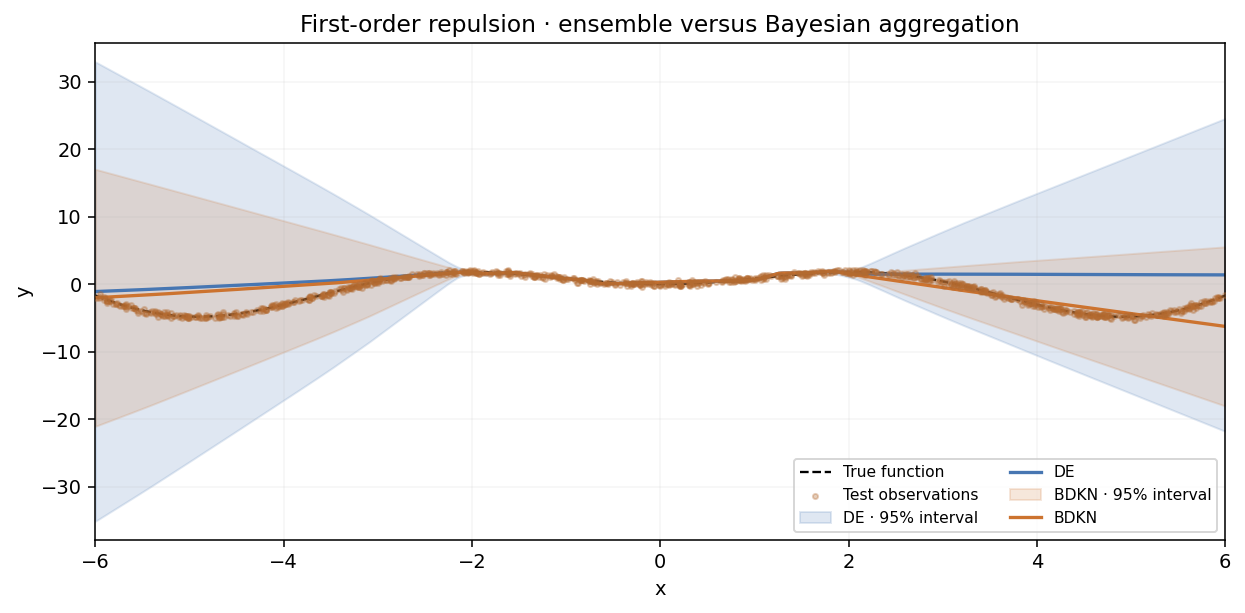 First-order repulsion · ensemble versus Bayesian aggregation
y
30
20
10
0
−10
−20
−30
−6
−4
−2
0
2
4
6
x
True function
Test observations
DE · 95% interval
DE
BDKN · 95% interval
BDKN